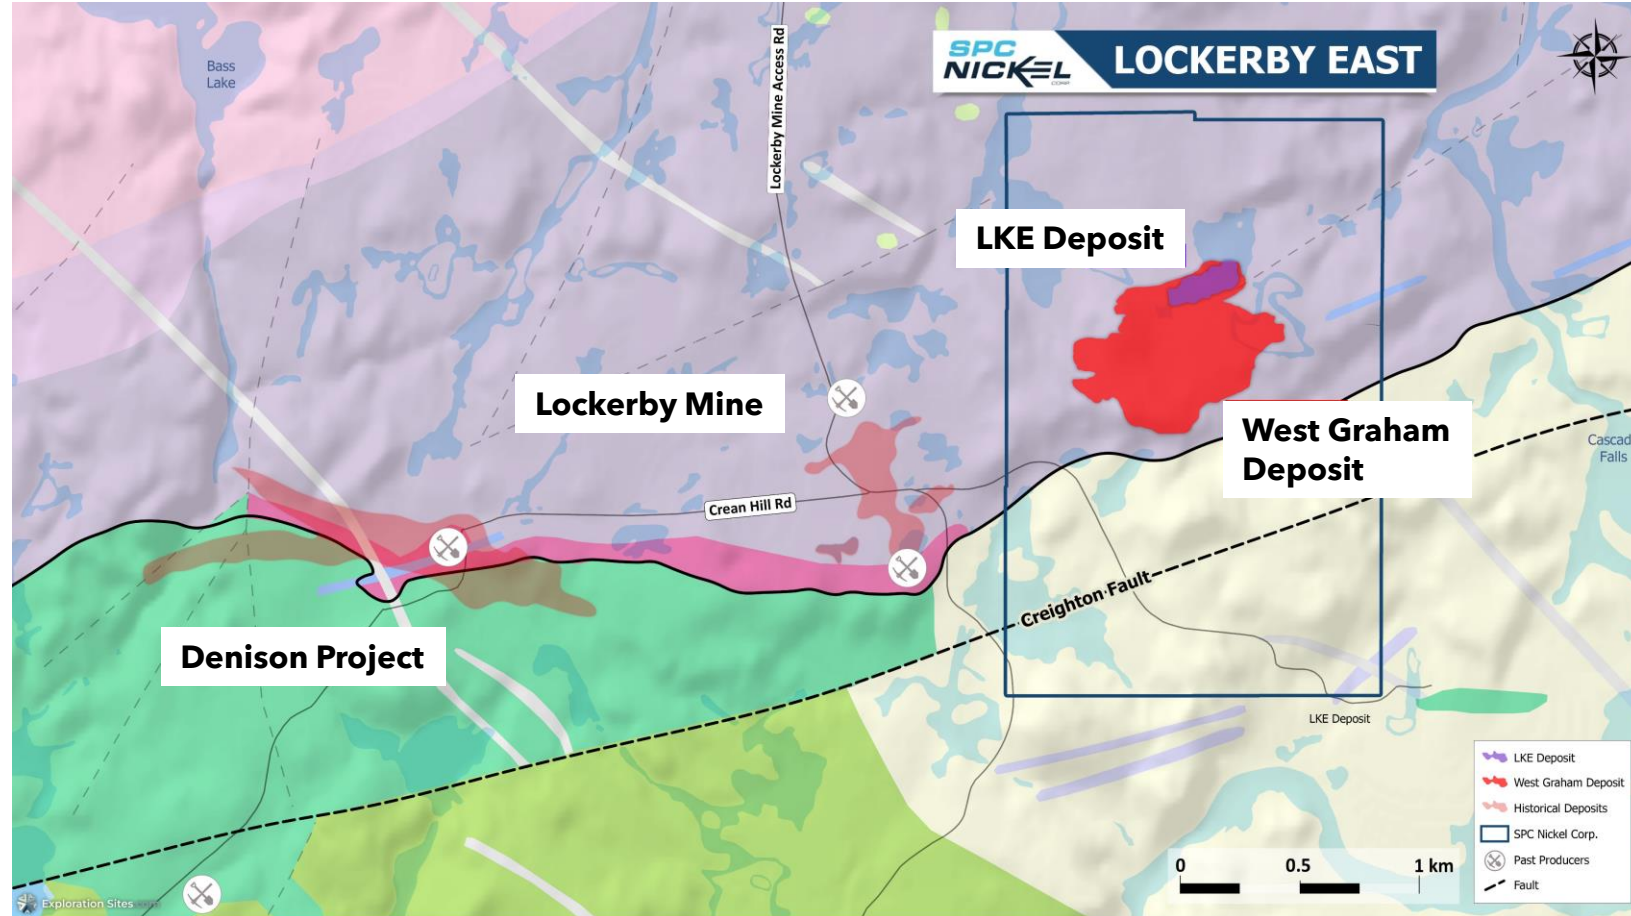 Bass
Lake
Lockerby Mine Access Rd
SPC
NICKEL
CORP.
LOCKERBY EAST
LKE Deposit
Lockerby Mine
West Graham
Deposit
Cascad
Falls
Crean Hill Rd
Creighton Fault
Denison Project
LKE Deposit
LKE Deposit
West Graham Deposit
Historical Deposits
SPC Nickel Corp.
Past Producers
Fault
0 0.5 1 km
Exploration Sites